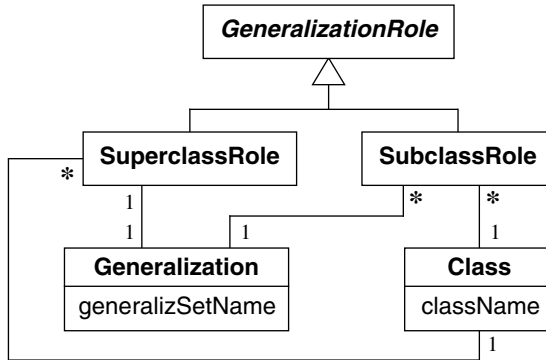 GeneralizationRole
SuperclassRole
SubclassRole
*
1
1
1
*
*
1
Generalization
generalizSetName
Class
className
1